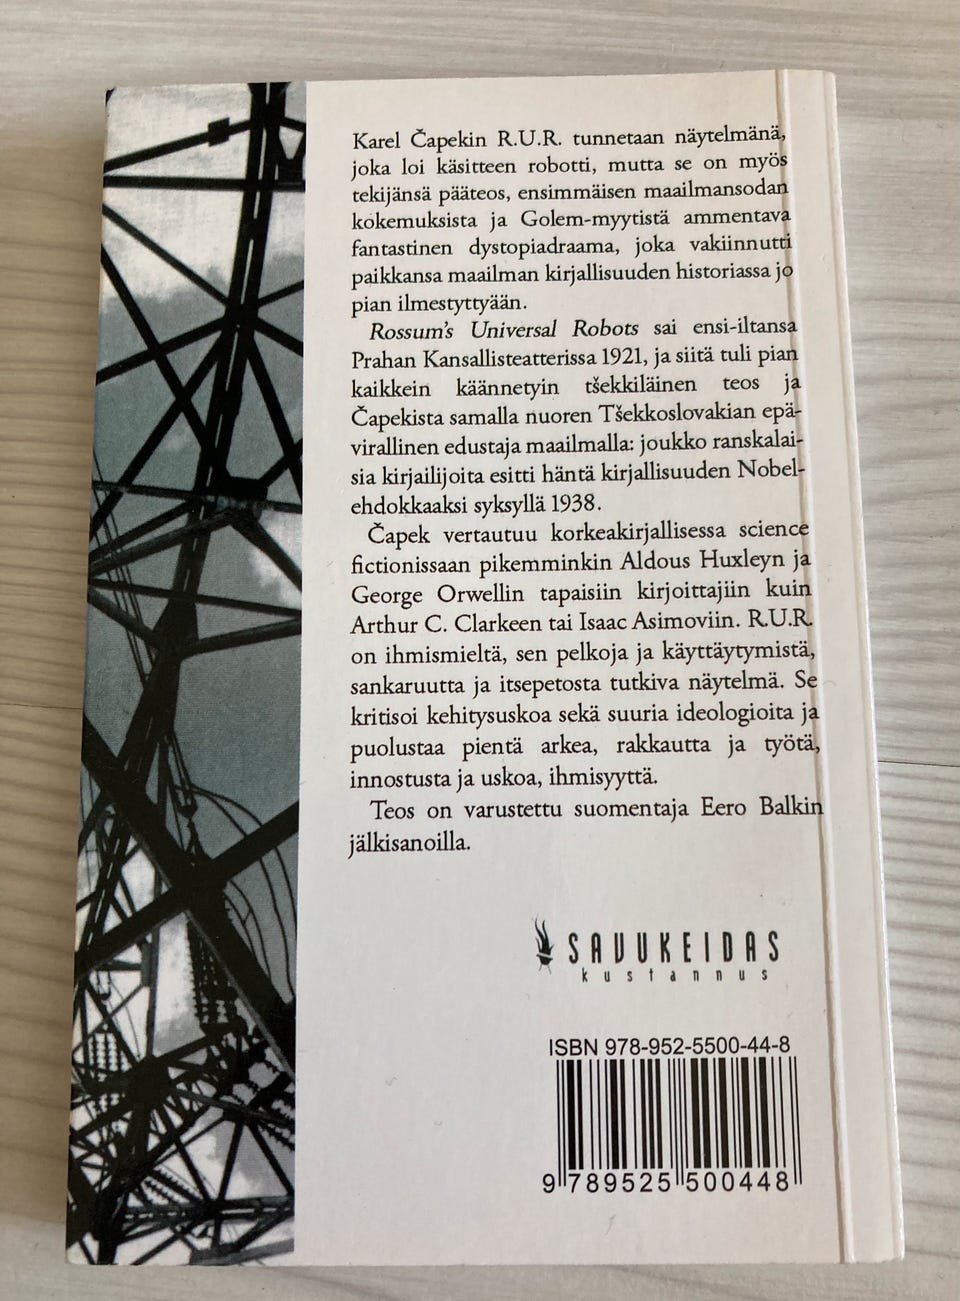 Karel Čapekin R.U.R. tunnetaan näytelmänä,
joka loi käsitteen robotti, mutta se on myös
tekijänsä pääteos, ensimmäisen maailmansodan
kokemuksista ja Golem-myytistä ammentava
fantastinen dystopiadraama, joka vakiinnutti
paikkansa maailman kirjallisuuden historiassa jo
pian ilmestyttyään.
Rossum's Universal Robots sai ensi-iltansa
Prahan Kansallisteatterissa 1921, ja siitä tuli pian
kaikkein käännetyin tšekkiläinen teos ja
Čapekista samalla nuoren Tšekkoslovakian epä-
virallinen edustaja maailmalla: joukko ranskalai-
sia kirjailijoita esitti häntä kirjallisuuden Nobel-
ehdokkaaksi syksyllä 1938.
Čapek vertautuu korkeakirjallisessa science
fictionissaan pikemminkin Aldous Huxleyn ja
George Orwellin tapaisiin kirjoittajiin kuin
Arthur C. Clarkeen tai Isaac Asimoviin. R.U.R.
on ihmismieltä, sen pelkoja ja käyttäytymistä,
sankaruutta ja itsepetosta tutkiva näytelmä. Se
kritisoi kehitysuskoa sekä suuria ideologioita ja
puolustaa pientä arkea, rakkautta ja työtä,
innostusta ja uskoa, ihmisyyttä.
Teos on varustettu suomentaja Eero Balkin
jälkisanoilla.
SAVUKEIDAS
kustannus
ISBN 978-952-5500-44-8
9 789525 500448